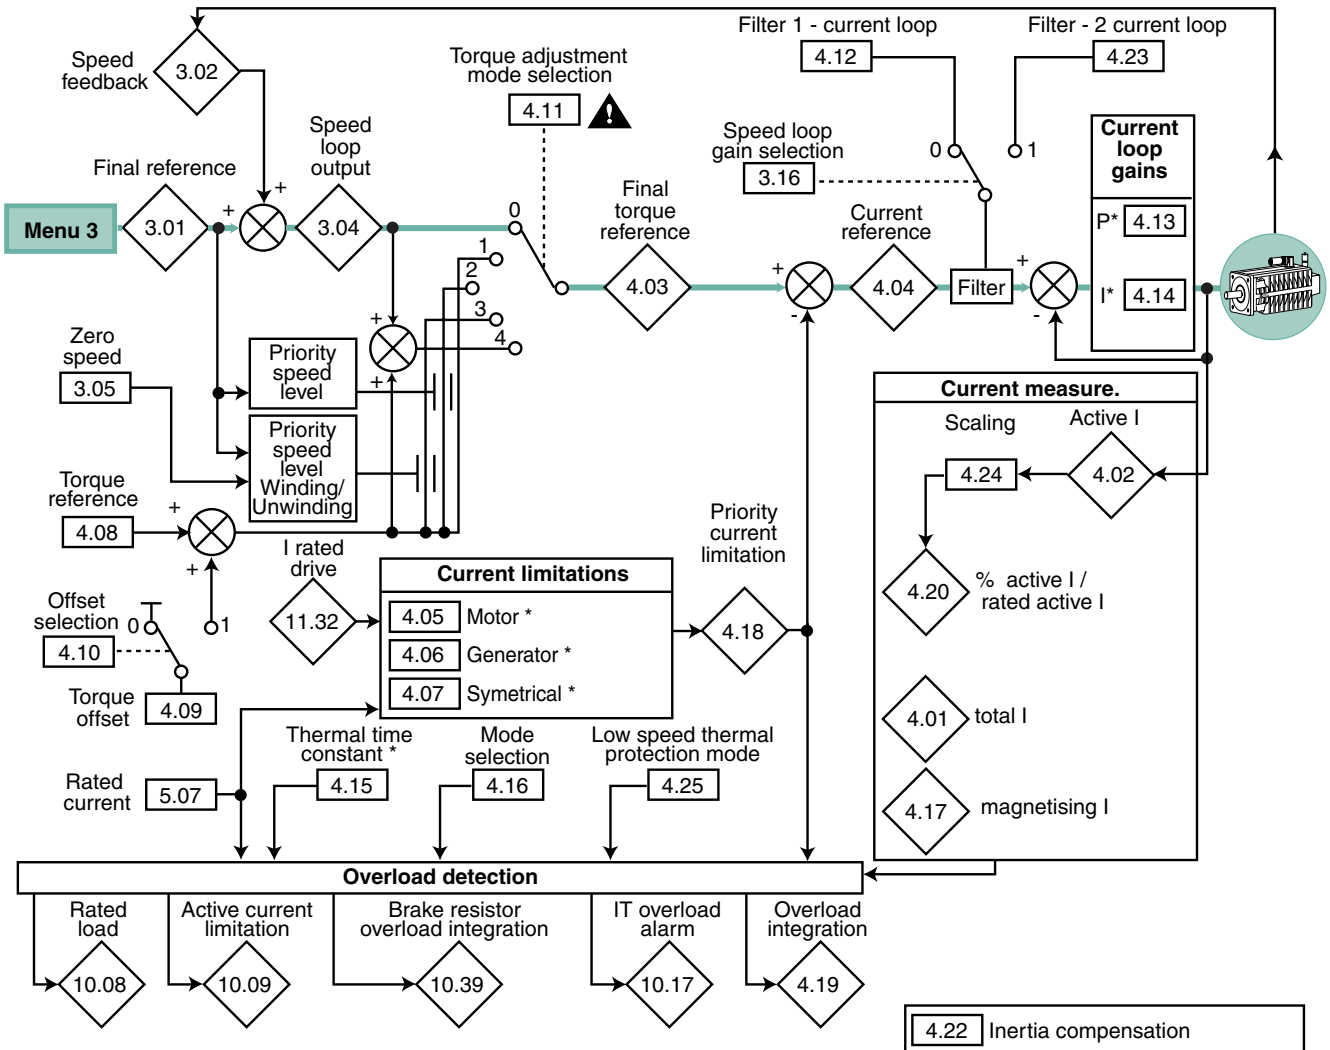 Filter 1 - current loop
4.12
Filter - 2 current loop
4.23
Speed
feedback
3.02
Torque adjustment
mode selection
4.11
!
Speed
loop
output
3.04
Speed loop
gain selection
3.16
0
1
Current
loop
gains
P*
4.13
I*
4.14
Final reference
3.01
+
+
Menu 3
0
1
2
3
4
Final
torque
reference
4.03
+
-
Current
reference
4.04
Filter
+
-
+
+
Zero
speed
3.05
Priority
speed
level
Priority
speed
level
Winding/
Unwinding
Torque
reference
4.08
+
+
Offset
selection
4.10
0
1
Torque
offset
4.09
I rated
drive
11.32
Current limitations
4.05
Motor *
4.06
Generator *
4.07
Symetrical *
Priority
current
limitation
4.18
Current measure.
Scaling
4.24
Active I
4.02
4.20
% active I /
rated active I
4.01
total I
4.17
magnetising I
Rated
current
5.07
Thermal time
constant *
4.15
Mode
selection
4.16
Low speed thermal
protection mode
4.25
Overload detection
Rated
load
10.08
Active current
limitation
10.09
Brake resistor
overload integration
10.39
IT overload
alarm
10.17
Overload
integration
4.19
4.22
Inertia compensation